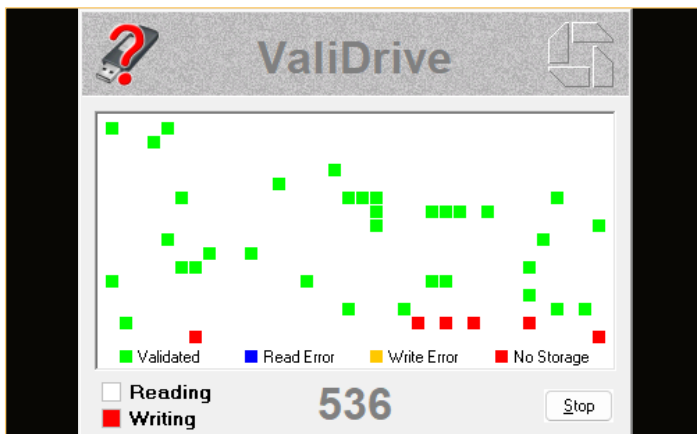 ValiDrive
Validated Read Error Write Error No Storage
Reading
Writing
536
Stop